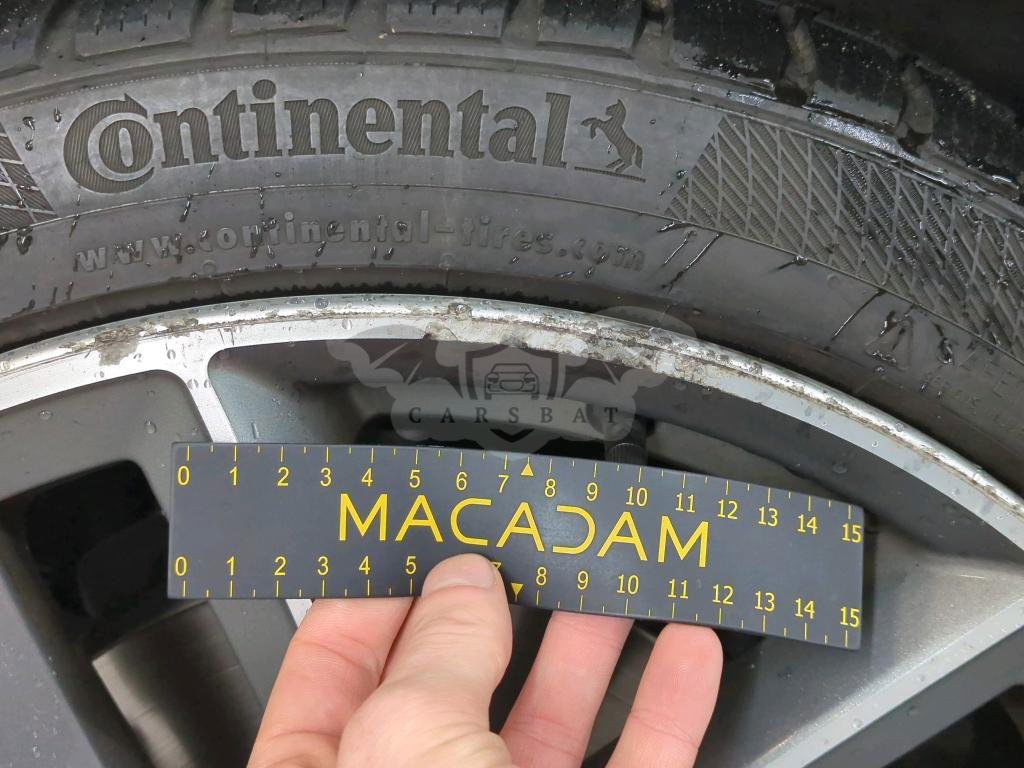 Continental
www.continental-tires.com
CARSBAT
0 1 2 3 4 5 6 7 8 9 10 11 12 13 14 15
MACADAM
0 1 2 3 4 5 7 8 9 10 11 12 13 14 15